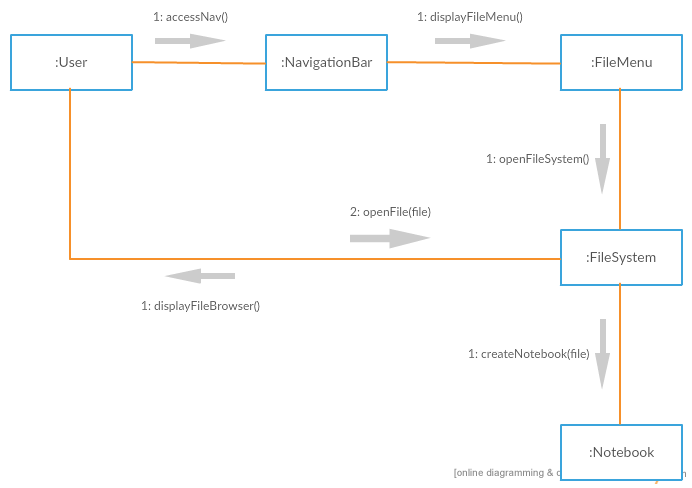 1: accessNav()
1: displayFileMenu()
:User
:NavigationBar
:FileMenu
1: openFileSystem()
2: openFile(file)
:FileSystem
1: displayFileBrowser()
1: createNotebook(file)
:Notebook
[online diagramming &